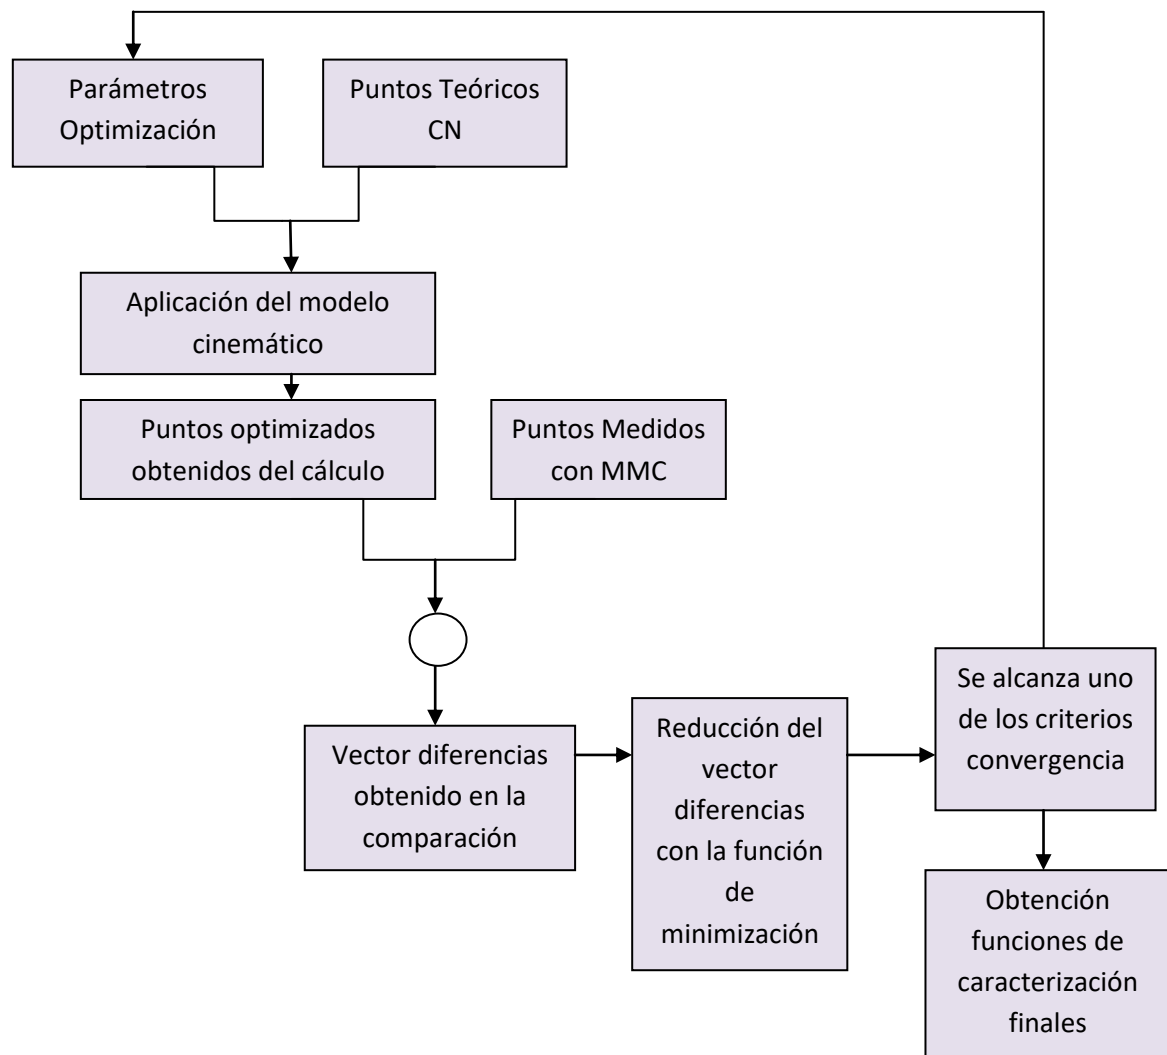 Parámetros
Optimización
Puntos Teóricos
CN
Aplicación del modelo
cinemático
Puntos optimizados
obtenidos del cálculo
Puntos Medidos
con MMC
Vector diferencias
obtenido en la
comparación
Reducción del
vector
diferencias
con la función
de
minimización
Se alcanza uno
de los criterios
convergencia
Obtención
funciones de
caracterización
finales